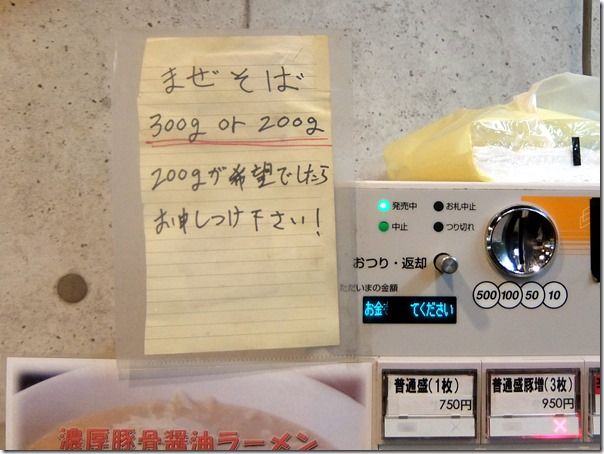 まぜそば
300g or 200g
200gが希望でしたら
お申しつけ下さい!
発売中
お札中止
中止
つり切れ
おつり・返却
ただいまの金額
500 100 50 10
お金 てください
普通盛(1枚)
750円
普通盛豚増(3枚)
950円
濃厚豚骨醤油ラーメン